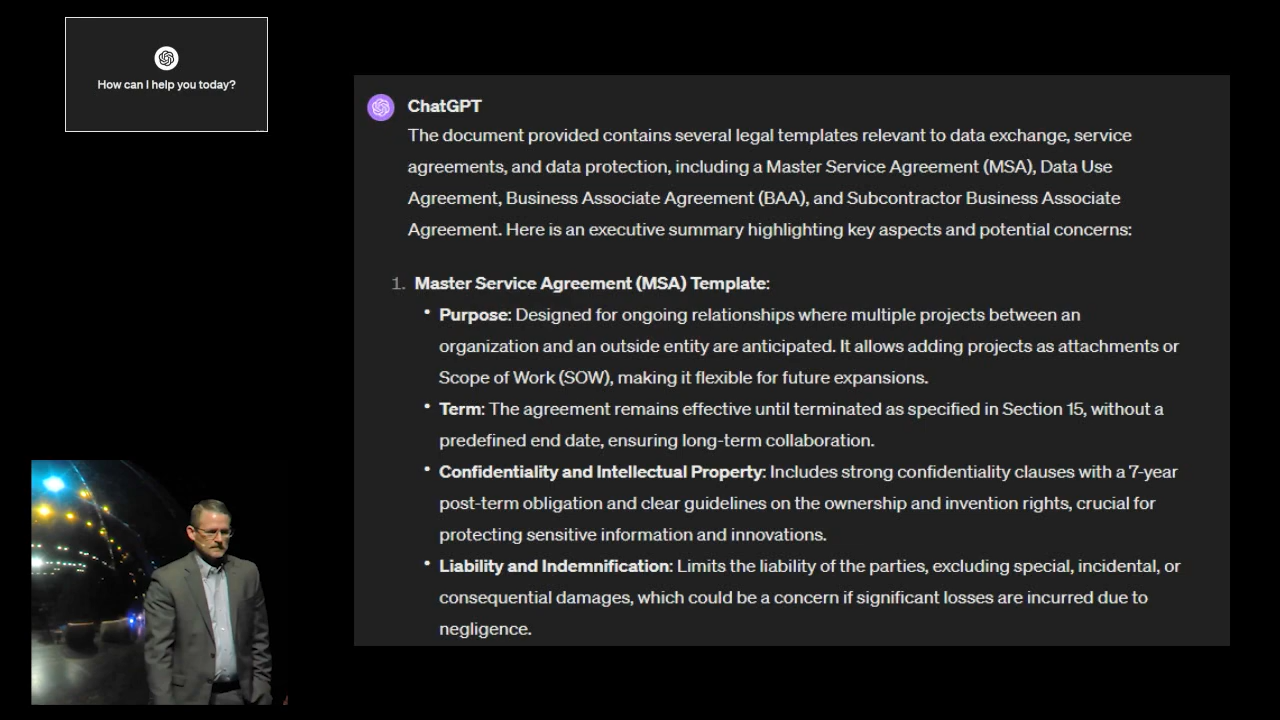 How can I help you today?
ChatGPT
The document provided contains several legal templates relevant to data exchange, service
agreements, and data protection, including a Master Service Agreement (MSA), Data Use
Agreement, Business Associate Agreement (BAA), and Subcontractor Business Associate
Agreement. Here is an executive summary highlighting key aspects and potential concerns:
1. Master Service Agreement (MSA) Template:
• Purpose: Designed for ongoing relationships where multiple projects between an
organization and an outside entity are anticipated. It allows adding projects as attachments or
Scope of Work (SOW), making it flexible for future expansions.
• Term: The agreement remains effective until terminated as specified in Section 15, without a
predefined end date, ensuring long-term collaboration.
• Confidentiality and Intellectual Property: Includes strong confidentiality clauses with a 7-year
post-term obligation and clear guidelines on the ownership and invention rights, crucial for
protecting sensitive information and innovations.
• Liability and Indemnification: Limits the liability of the parties, excluding special, incidental, or
consequential damages, which could be a concern if significant losses are incurred due to
negligence.